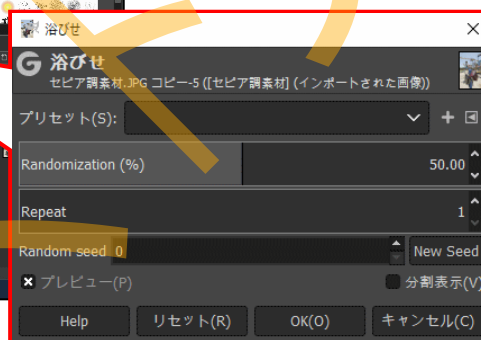 浴びせ
浴びせ
セピア調素材.JPG コピー-5 ([セピア調素材] (インポートされた画像))
プリセット(S):
Randomization (%) 50.00
Repeat 1
Random seed 0 New Seed
プレビュー(P) 分割表示(V)
Help リセット(R) OK(O) キャンセル(C)